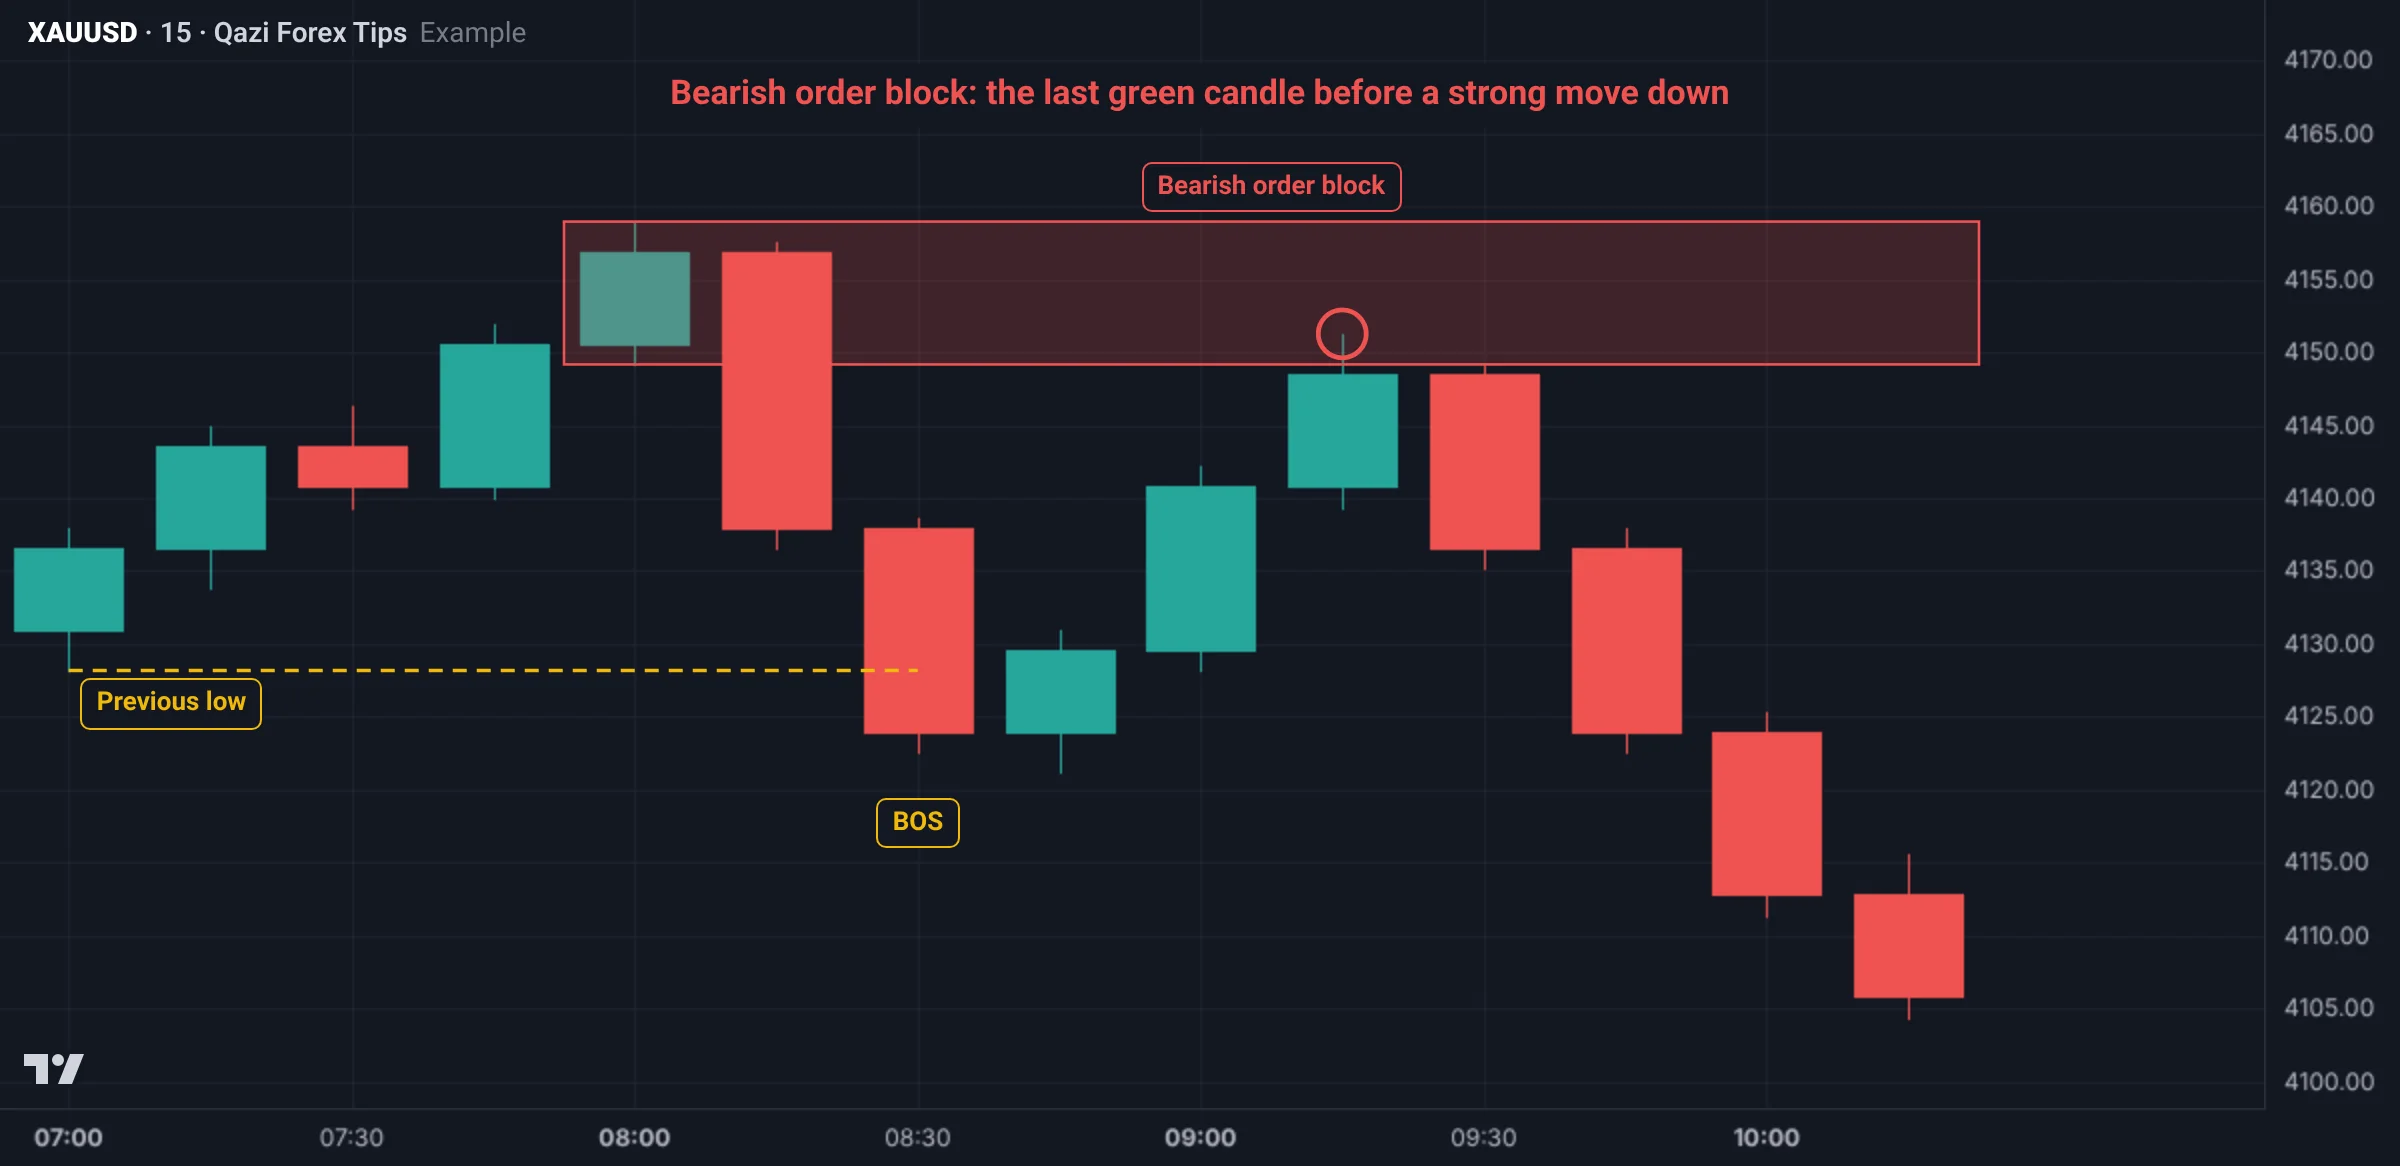 XAUUSD · 15 · Qazi Forex Tips Example
Bearish order block: the last green candle before a strong move down
Bearish order block
Previous low
BOS
4170.00
4165.00
4160.00
4155.00
4150.00
4145.00
4140.00
4135.00
4130.00
4125.00
4120.00
4115.00
4110.00
4105.00
4100.00
07:00 07:30 08:00 08:30 09:00 09:30 10:00